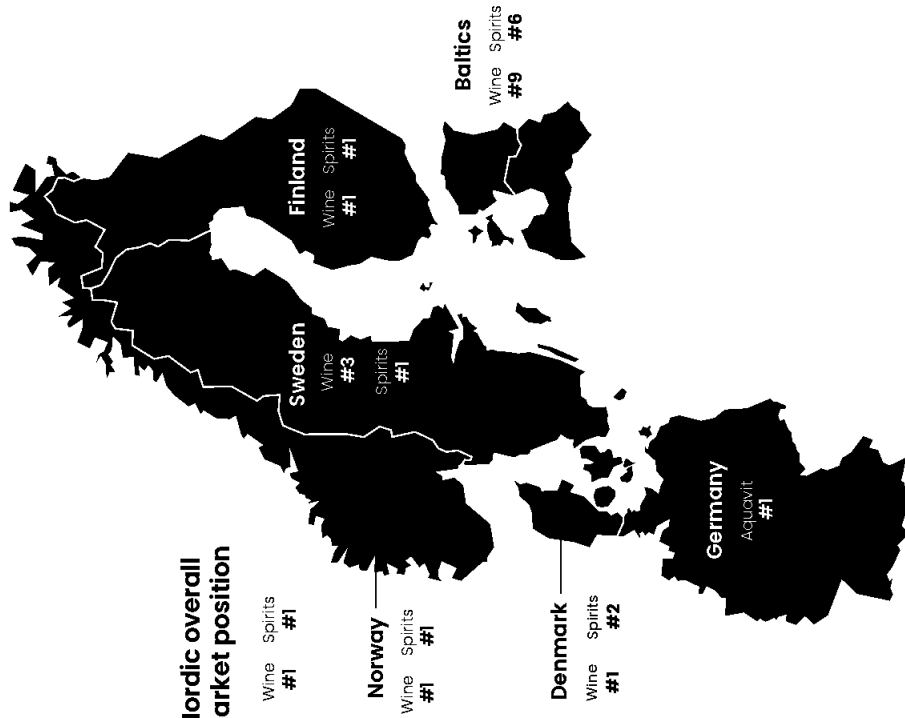 lordic overall
arket position
Wine Spirits
#1 #1
Norway
Wine Spirits
#1 #1
Denmark
Wine Spirits
#1 #2
Sweden
Wine
#3
Spirits
#1
Finland
Wine Spirits
#1 #1
Baltics
Wine Spirits
#9 #6
Germany
Aquavit
#1